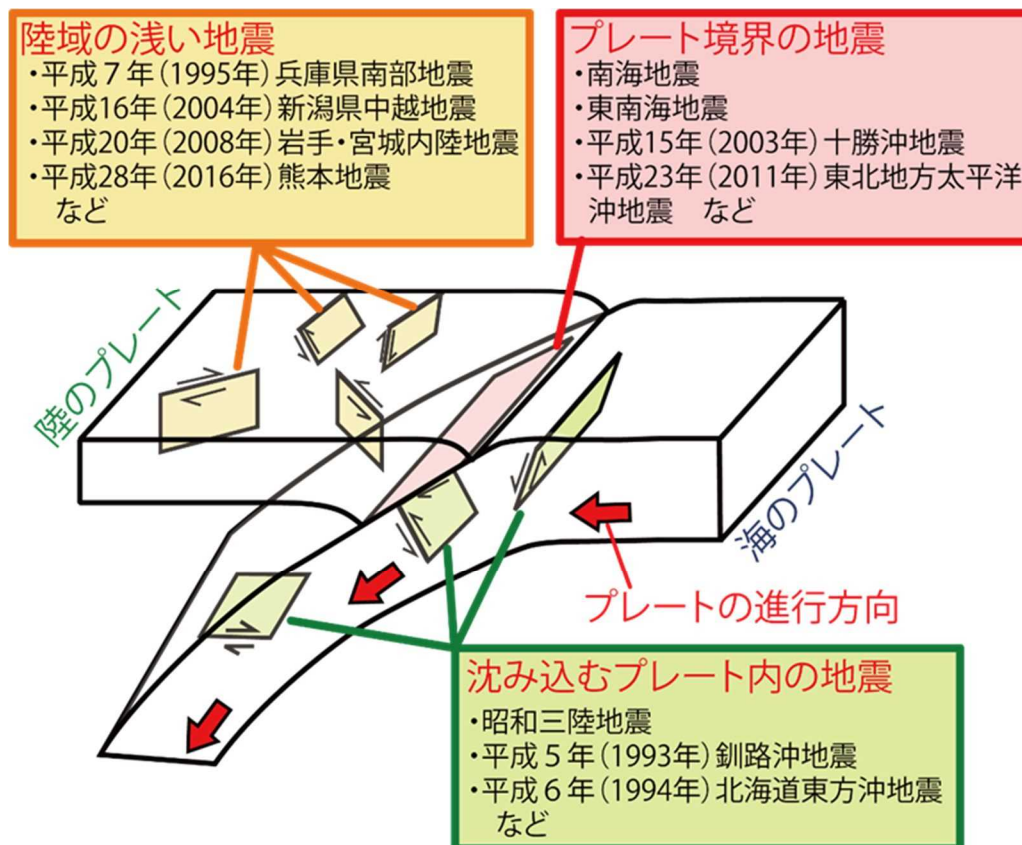 陸域の浅い地震
・平成７年（1995年）兵庫県南部地震
・平成16年（2004年）新潟県中越地震
・平成20年（2008年）岩手・宮城内陸地震
・平成28年（2016年）熊本地震
など
プレート境界の地震
・南海地震
・東南海地震
・平成15年（2003年）十勝沖地震
・平成23年（2011年）東北地方太平洋
沖地震　など
陸のプレート
海のプレート
プレートの進行方向
沈み込むプレート内の地震
・昭和三陸地震
・平成５年（1993年）釧路沖地震
・平成６年（1994年）北海道東方沖地震
など